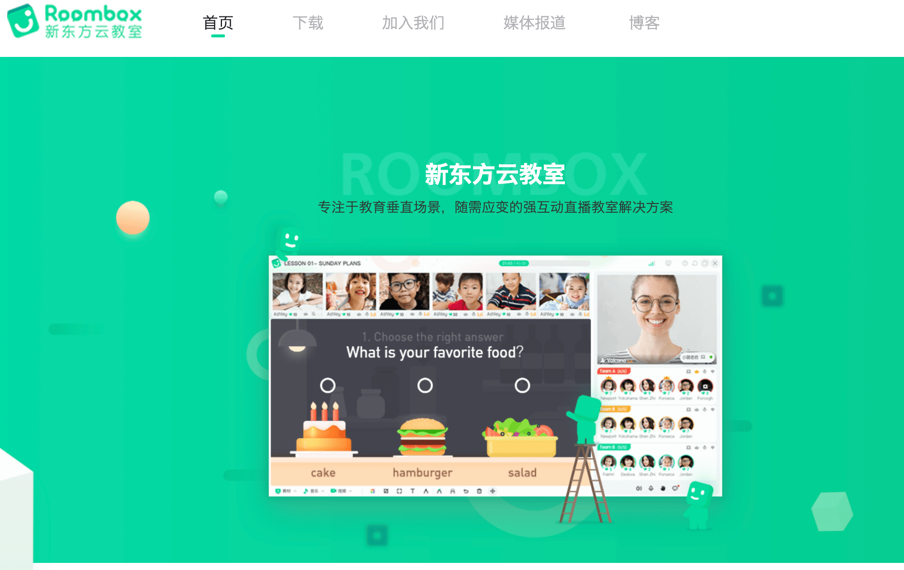 Roombox
新东方云教室
首页
下载
加入我们
媒体报道
博客
ROOMBOX
新东方云教室
专注于教育垂直场景，随需应变的强互动直播教室解决方案
LESSON 01- SUNDAY PLANS
1. Choose the right answer
What is your favorite food?
cake
hamburger
salad